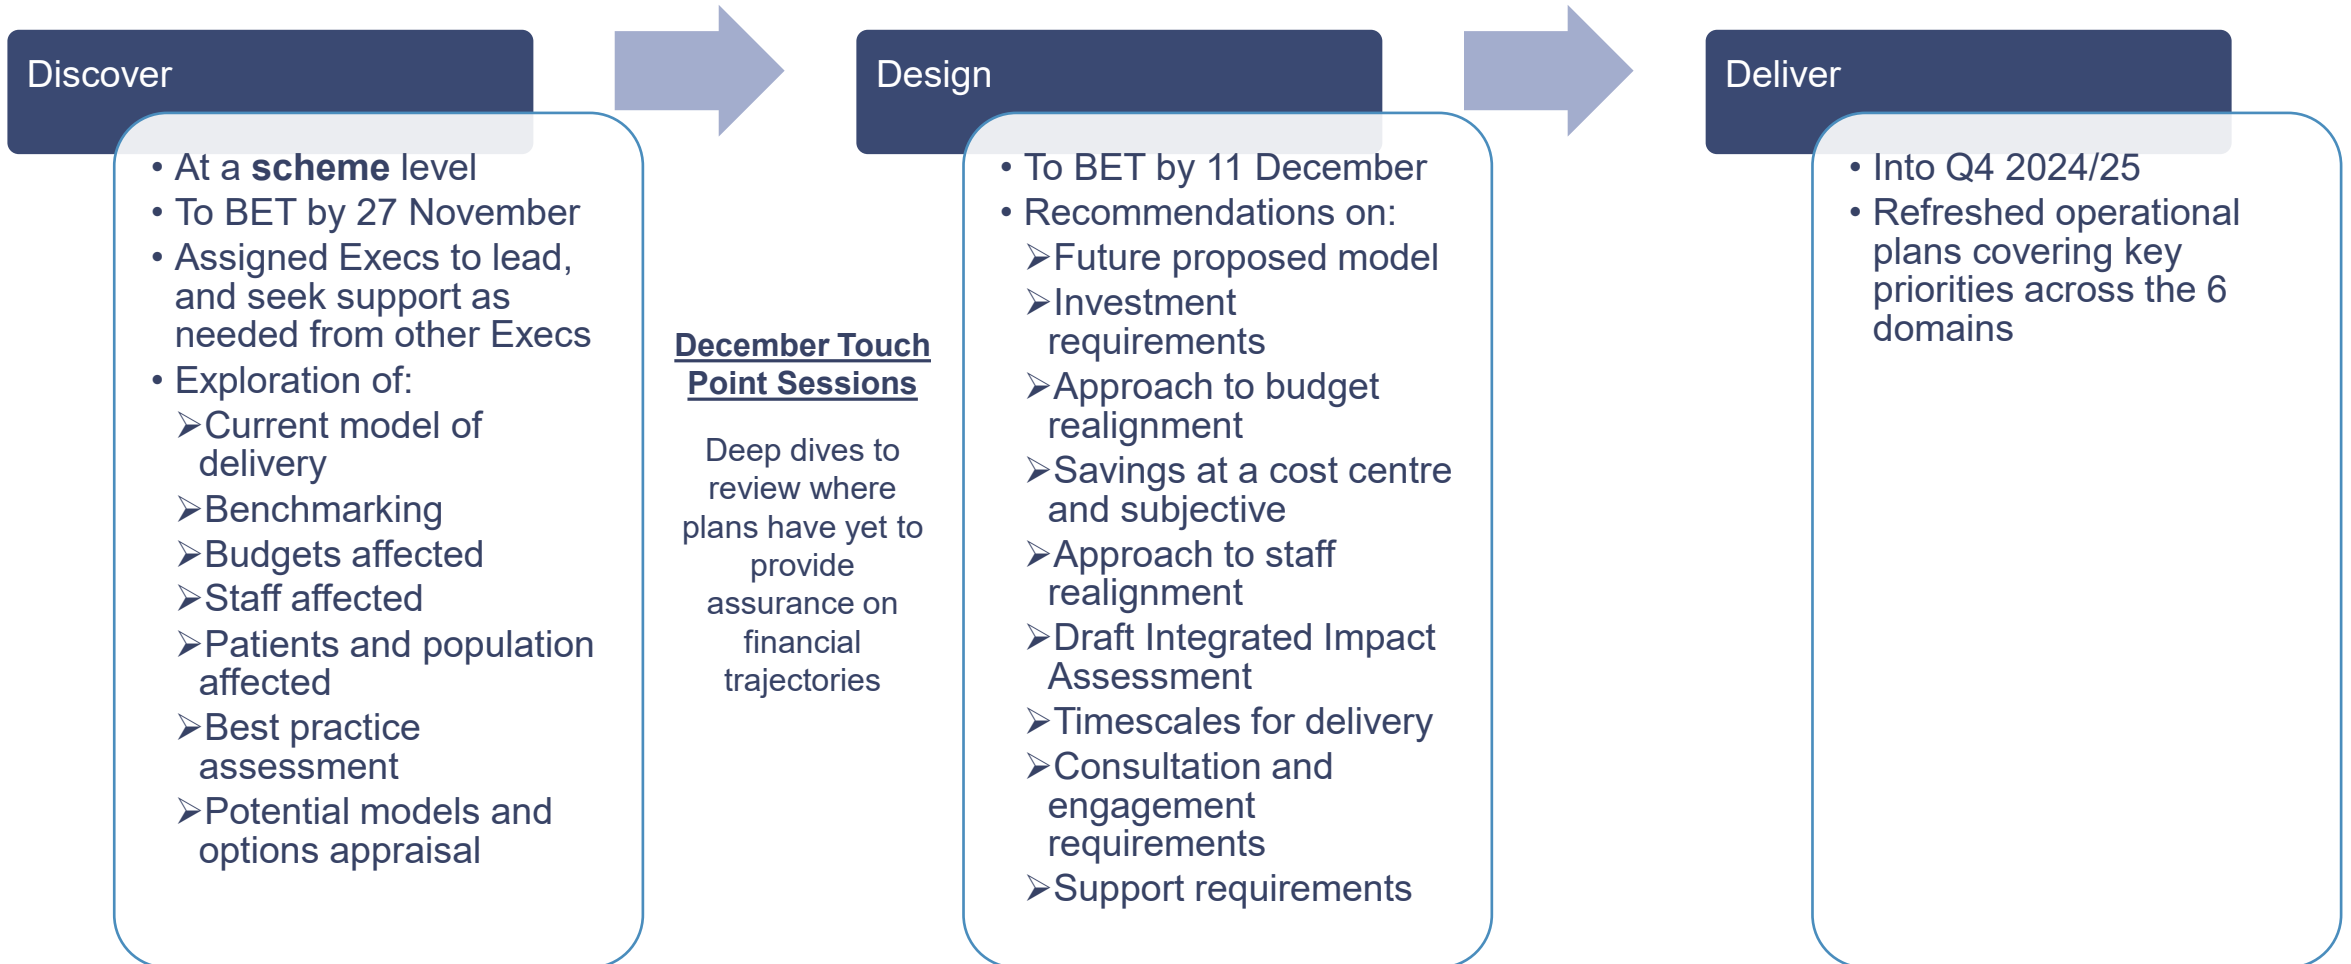 Discover
• At a scheme level
• To BET by 27 November
• Assigned Execs to lead,
and seek support as
needed from other Execs
• Exploration of:
➢Current model of
delivery
➢Benchmarking
➢Budgets affected
➢Staff affected
➢Patients and population
affected
➢Best practice
assessment
➢Potential models and
options appraisal
December Touch
Point Sessions
Deep dives to
review where
plans have yet to
provide
assurance on
financial
trajectories
Design
• To BET by 11 December
• Recommendations on:
➢Future proposed model
➢Investment
requirements
➢Approach to budget
realignment
➢Savings at a cost centre
and subjective
➢Approach to staff
realignment
➢Draft Integrated Impact
Assessment
➢Timescales for delivery
➢Consultation and
engagement
requirements
➢Support requirements
Deliver
• Into Q4 2024/25
• Refreshed operational
plans covering key
priorities across the 6
domains